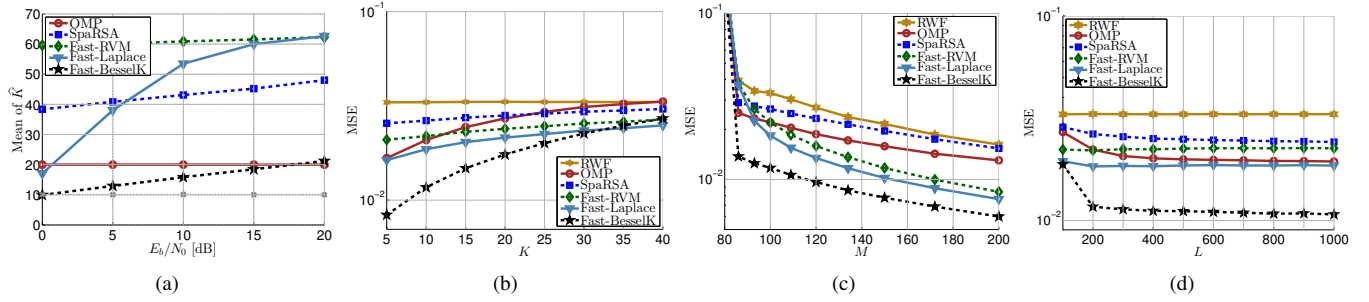 70
60
50
40
30
20
10
0
Mean of K̂
0 5 10 15 20
E_b/N_0 [dB]
OMP
SpaRSA
Fast-RVM
Fast-Laplace
Fast-BesselK
(a)
10^{-1}
10^{-2}
MSE
5 10 15 20 25 30 35 40
K
RWF
OMP
SpaRSA
Fast-RVM
Fast-Laplace
Fast-BesselK
(b)
10^{-1}
10^{-2}
MSE
80 100 120 140 160 180 200
M
RWF
OMP
SpaRSA
Fast-RVM
Fast-Laplace
Fast-BesselK
(c)
10^{-1}
10^{-2}
MSE
200 400 600 800 1000
L
RWF
OMP
SpaRSA
Fast-RVM
Fast-Laplace
Fast-BesselK
(d)